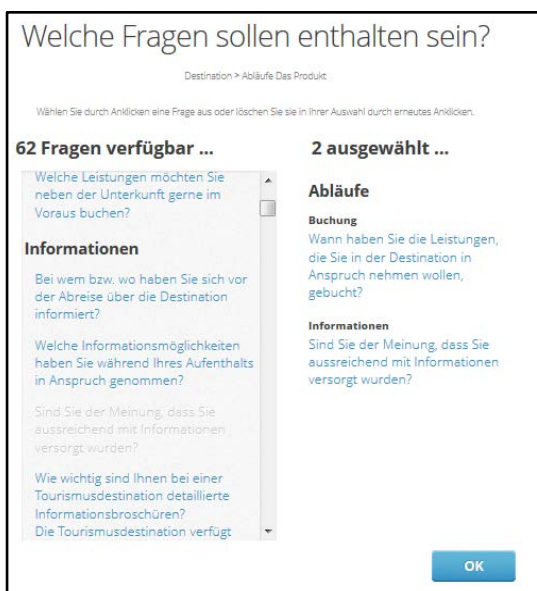 Welche Fragen sollen enthalten sein?
Destination > Abläufe Das Produkt
Wählen Sie durch Anklicken eine Frage aus oder löschen Sie sie in Ihrer Auswahl durch erneutes Anklicken.
62 Fragen verfügbar ...
Welche Leistungen möchten Sie
neben der Unterkunft gerne im
Voraus buchen?
Informationen
Bei wem bzw. wo haben Sie sich vor
der Abreise über die Destination
informiert?
Welche Informationsmöglichkeiten
haben Sie während Ihres Aufenthalts
in Anspruch genommen?
Sind Sie der Meinung, dass Sie
aussreichend mit Informationen
versorgt wurden?
Wie wichtig sind Ihnen bei einer
Tourismusdestination detaillierte
Informationsbroschüren?
Die Tourismusdestination verfügt
2 ausgewählt ...
Abläufe
Buchung
Wann haben Sie die Leistungen,
die Sie in der Destination in
Anspruch nehmen wollen,
gebucht?
Informationen
Sind Sie der Meinung, dass Sie
aussreichend mit Informationen
versorgt wurden?
OK